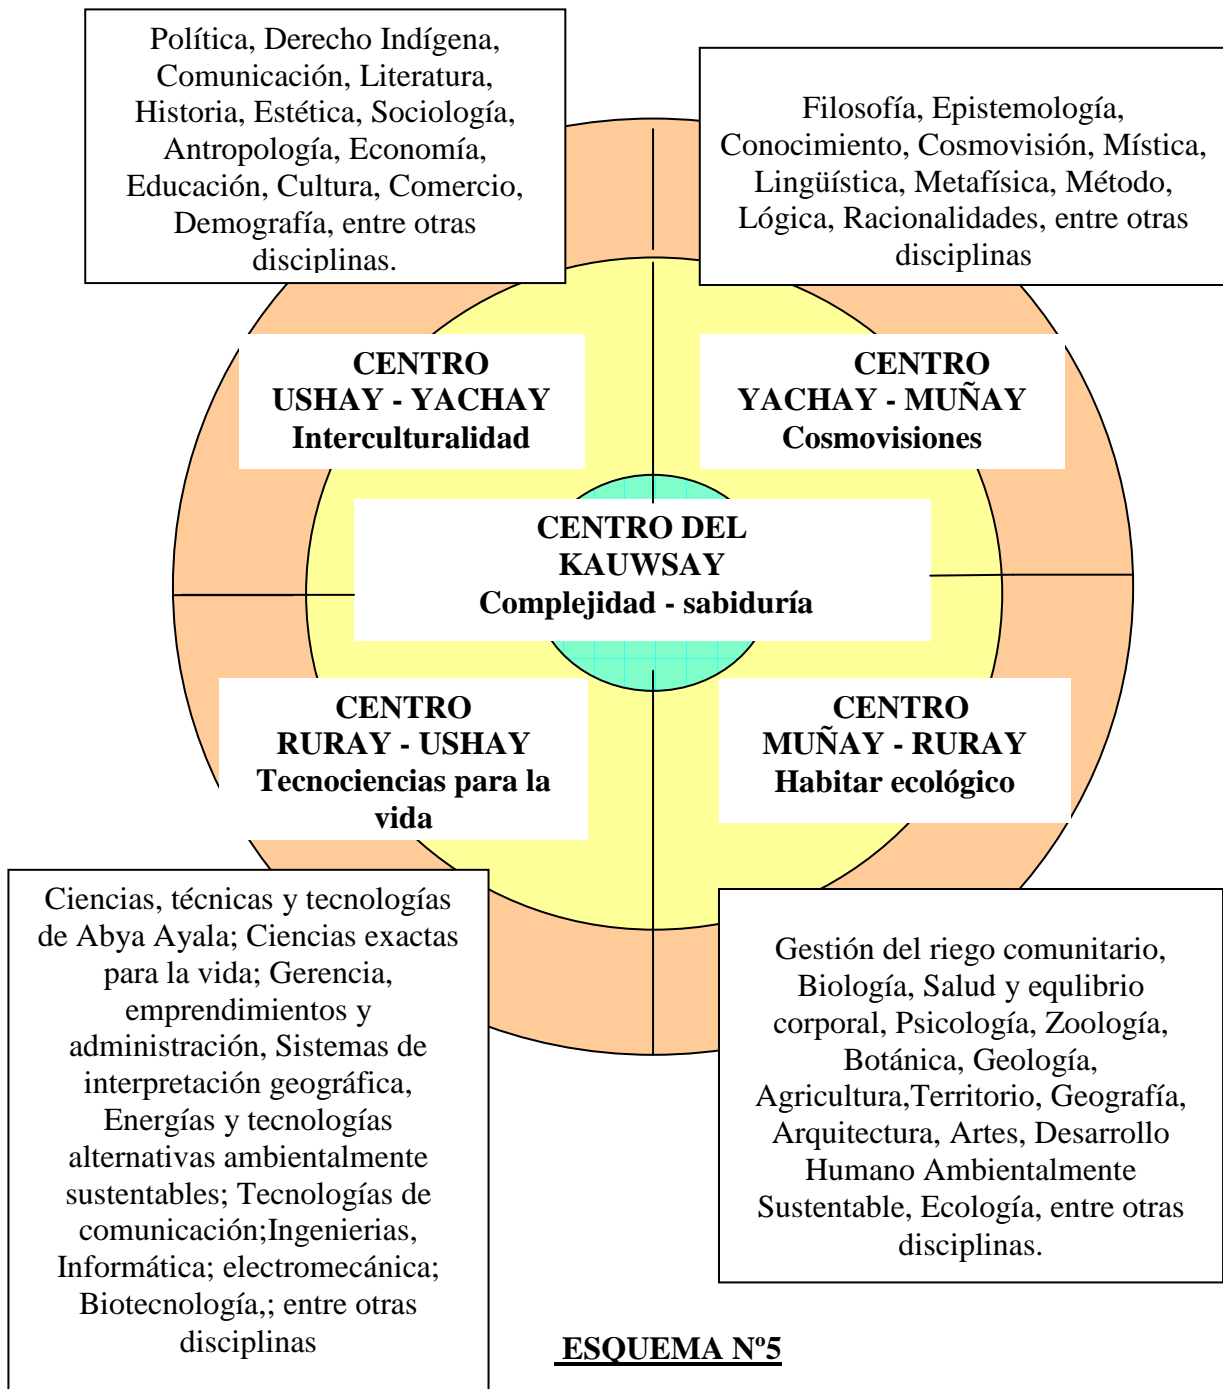 Política, Derecho Indígena,
Comunicación, Literatura,
Historia, Estética, Sociología,
Antropología, Economía,
Educación, Cultura, Comercio,
Demografía, entre otras
disciplinas.
Filosofía, Epistemología,
Conocimiento, Cosmovisión, Mística,
Lingüística, Metafísica, Método,
Lógica, Racionalidades, entre otras
disciplinas
CENTRO
USHAY - YACHAY
Interculturalidad
CENTRO
YACHAY - MUÑAY
Cosmovisiones
CENTRO DEL
KAUWSAY
Complejidad - sabiduría
CENTRO
RURAY - USHAY
Tecnociencias para la
vida
CENTRO
MUÑAY - RURAY
Habitar ecológico
Ciencias, técnicas y tecnologías
de Abya Ayala; Ciencias exactas
para la vida; Gerencia,
emprendimientos y
administración, Sistemas de
interpretación geográfica,
Energías y tecnologías
alternativas ambientalmente
sustentables; Tecnologías de
comunicación;Ingenierias,
Informática; electromecánica;
Biotecnología,; entre otras
disciplinas
Gestión del riego comunitario,
Biología, Salud y equlibrio
corporal, Psicología, Zoología,
Botánica, Geología,
Agricultura,Territorio, Geografía,
Arquitectura, Artes, Desarrollo
Humano Ambientalmente
Sustentable, Ecología, entre otras
disciplinas.
ESQUEMA Nº5